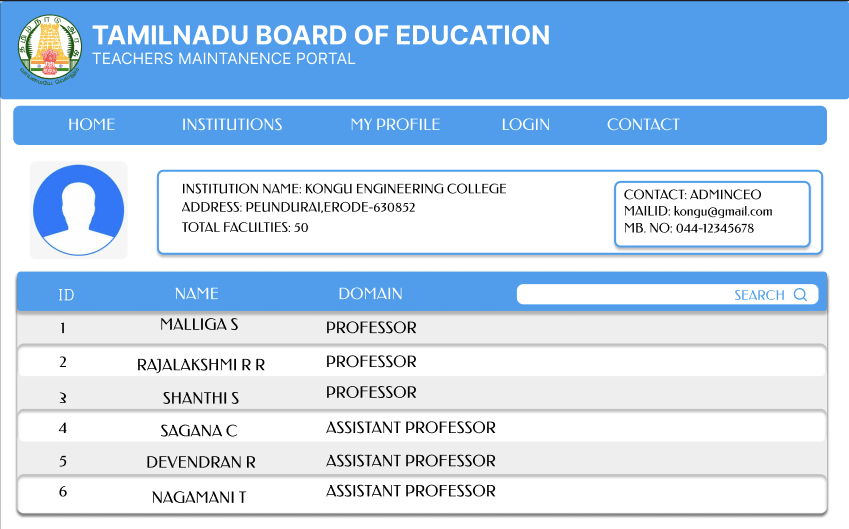 TAMILNADU BOARD OF EDUCATION
TEACHERS MAINTANENCE PORTAL
HOME INSTITUTIONS MY PROFILE LOGIN CONTACT
INSTITUTION NAME: KONGU ENGINEERING COLLEGE
ADDRESS: PEUNDURAI,ERODE-630852
TOTAL FACULTIES: 50
CONTACT: ADMINCEO
MAILID: kongu@gmail.com
MB. NO: 044-12345678
ID NAME DOMAIN SEARCH
1 MALLIGA S PROFESSOR
2 RAJALAKSHMI R R PROFESSOR
3 SHANTHI S PROFESSOR
4 SAGANA C ASSISTANT PROFESSOR
5 DEVENDRAN R ASSISTANT PROFESSOR
6 NAGAMANI T ASSISTANT PROFESSOR